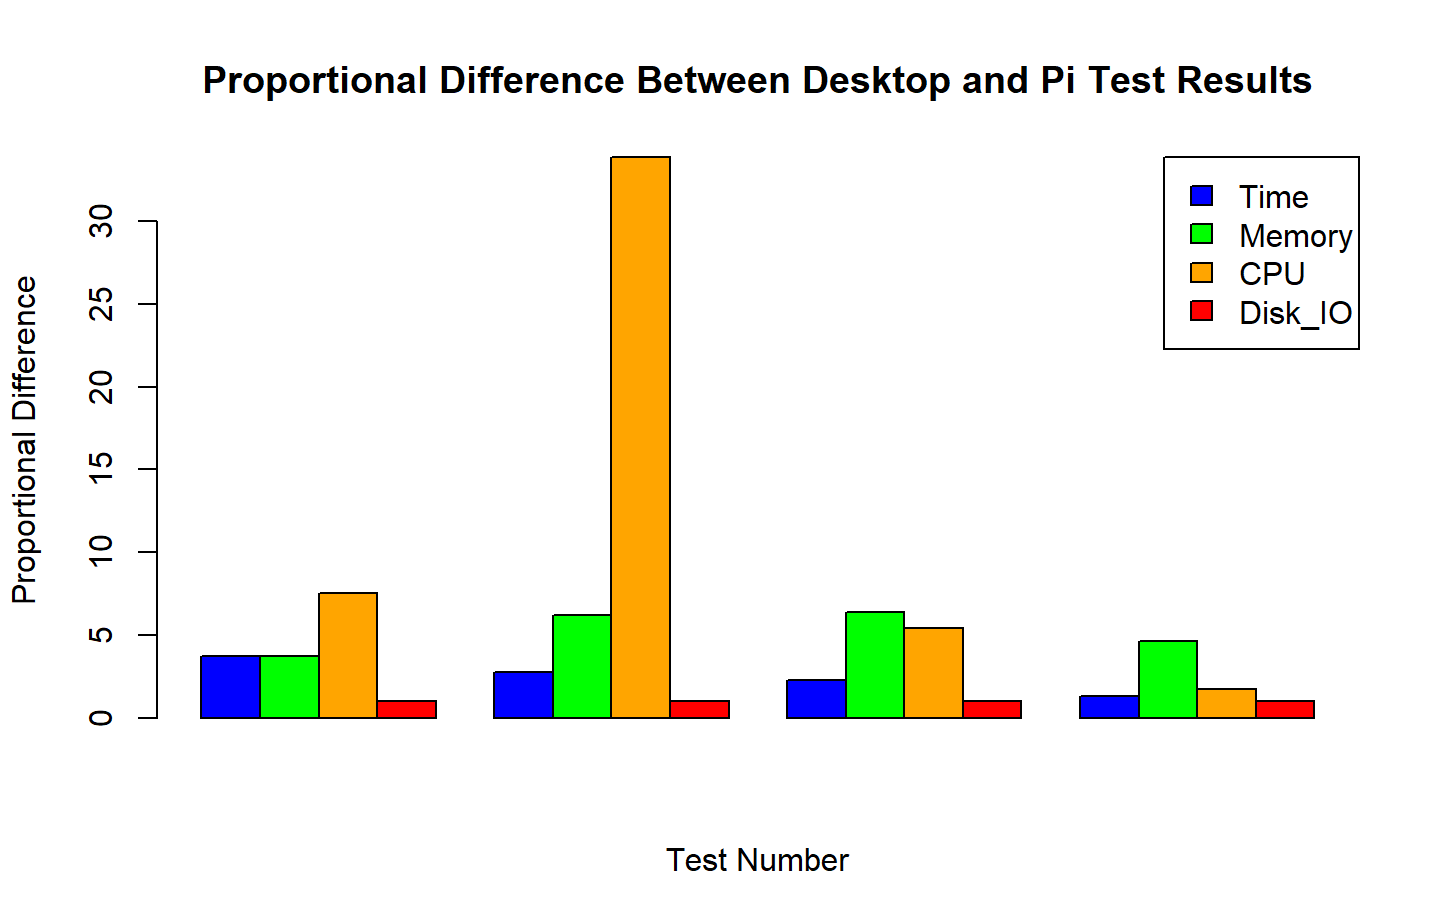 Proportional Difference Between Desktop and Pi Test Results
Time
Memory
CPU
Disk_IO
Proportional Difference
30
25
20
15
10
5
0
Test Number